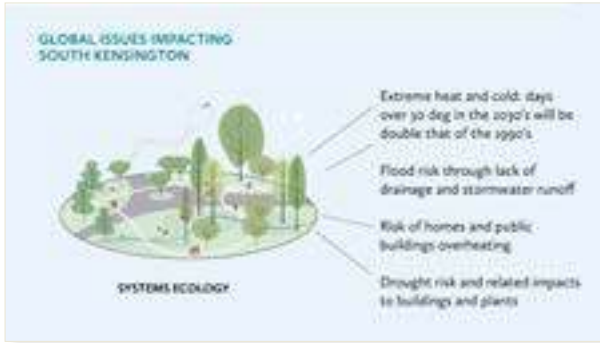 GLOBAL ISSUES IMPACTING
SOUTH KENSINGTON
Extreme heat and cold: days
over 30 deg in the 2030's will be
double that of the 1990's
Flood risk through lack of
drainage and stormwater runoff
Risk of homes and public
buildings overheating
Drought risk and related impacts
to buildings and plants
SYSTEMS ECOLOGY